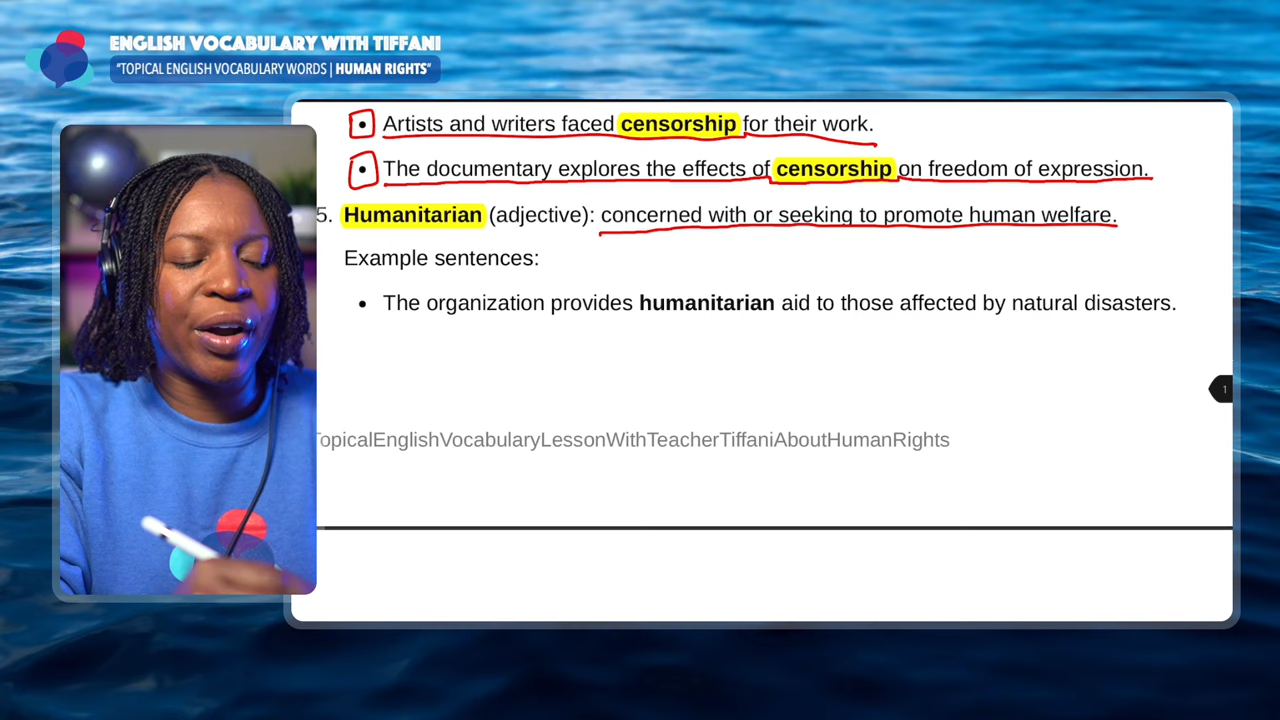 ENGLISH VOCABULARY WITH TIFFANI
"TOPICAL ENGLISH VOCABULARY WORDS | HUMAN RIGHTS"
• Artists and writers faced censorship for their work.
• The documentary explores the effects of censorship on freedom of expression.
5. Humanitarian (adjective): concerned with or seeking to promote human welfare.
Example sentences:
• The organization provides humanitarian aid to those affected by natural disasters.
1
TopicalEnglishVocabularyLessonWithTeacherTiffaniAboutHumanRights